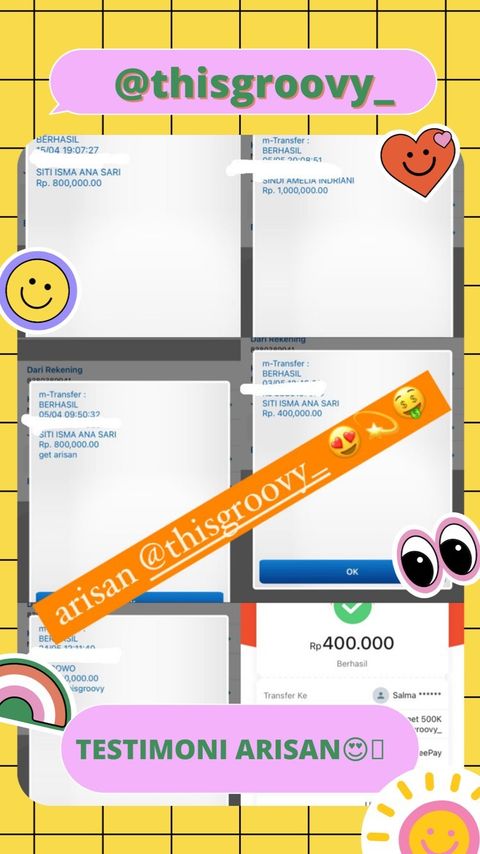 @thisgroovy_
BERHASIL
15/04 19:07:27
SITI ISMA ANA SARI
Rp. 800,000.00
m-Transfer :
BERHASIL
05/05 20:08:51
SINDI AMELIA INDRIANI
Rp. 1,000,000.00
Dari Rekening
m-Transfer :
BERHASIL
05/04 09:50:32
SITI ISMA ANA SARI
Rp. 800,000.00
get arisan
Dari Rekening
m-Transfer :
BERHASIL
SITI ISMA ANA SARI
Rp. 400,000.00
OK
arisan @thisgroovy_
Rp400.000
Berhasil
Transfer Ke
Salma ******
TESTIMONI ARISAN😍